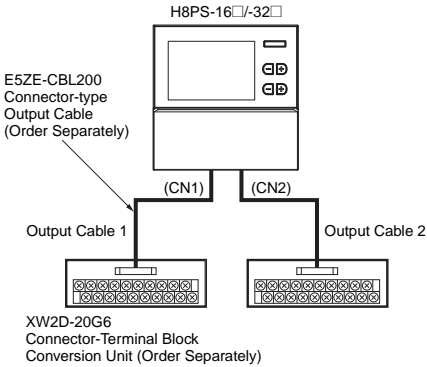 H8PS-16□/-32□
E5ZE-CBL200
Connector-type
Output Cable
(Order Separately)
(CN1)
(CN2)
Output Cable 1
Output Cable 2
XW2D-20G6
Connector-Terminal Block
Conversion Unit (Order Separately)